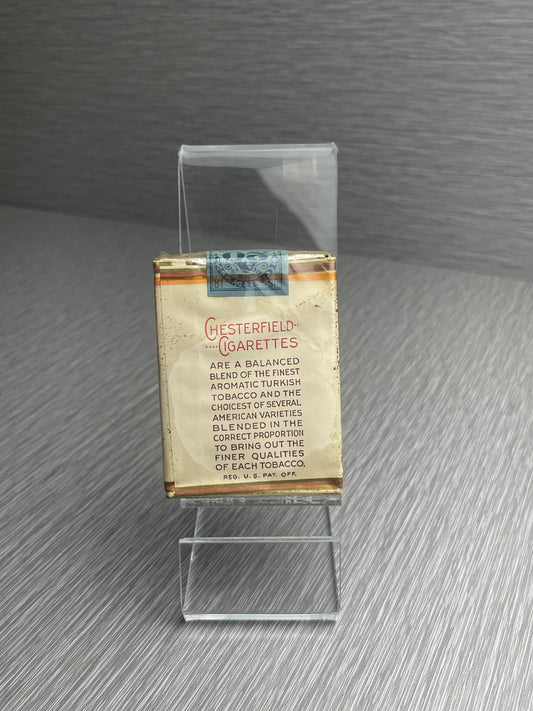 CHESTERFIELD..
....CIGARETTES
ARE A BALANCED
BLEND OF THE FINEST
AROMATIC TURKISH
TOBACCO AND THE
CHOICEST OF SEVERAL
AMERICAN VARIETIES
BLENDED IN THE
CORRECT PROPORTION
TO BRING OUT THE
FINER QUALITIES
OF EACH TOBACCO.
REG. U.S. PAT. OFF.